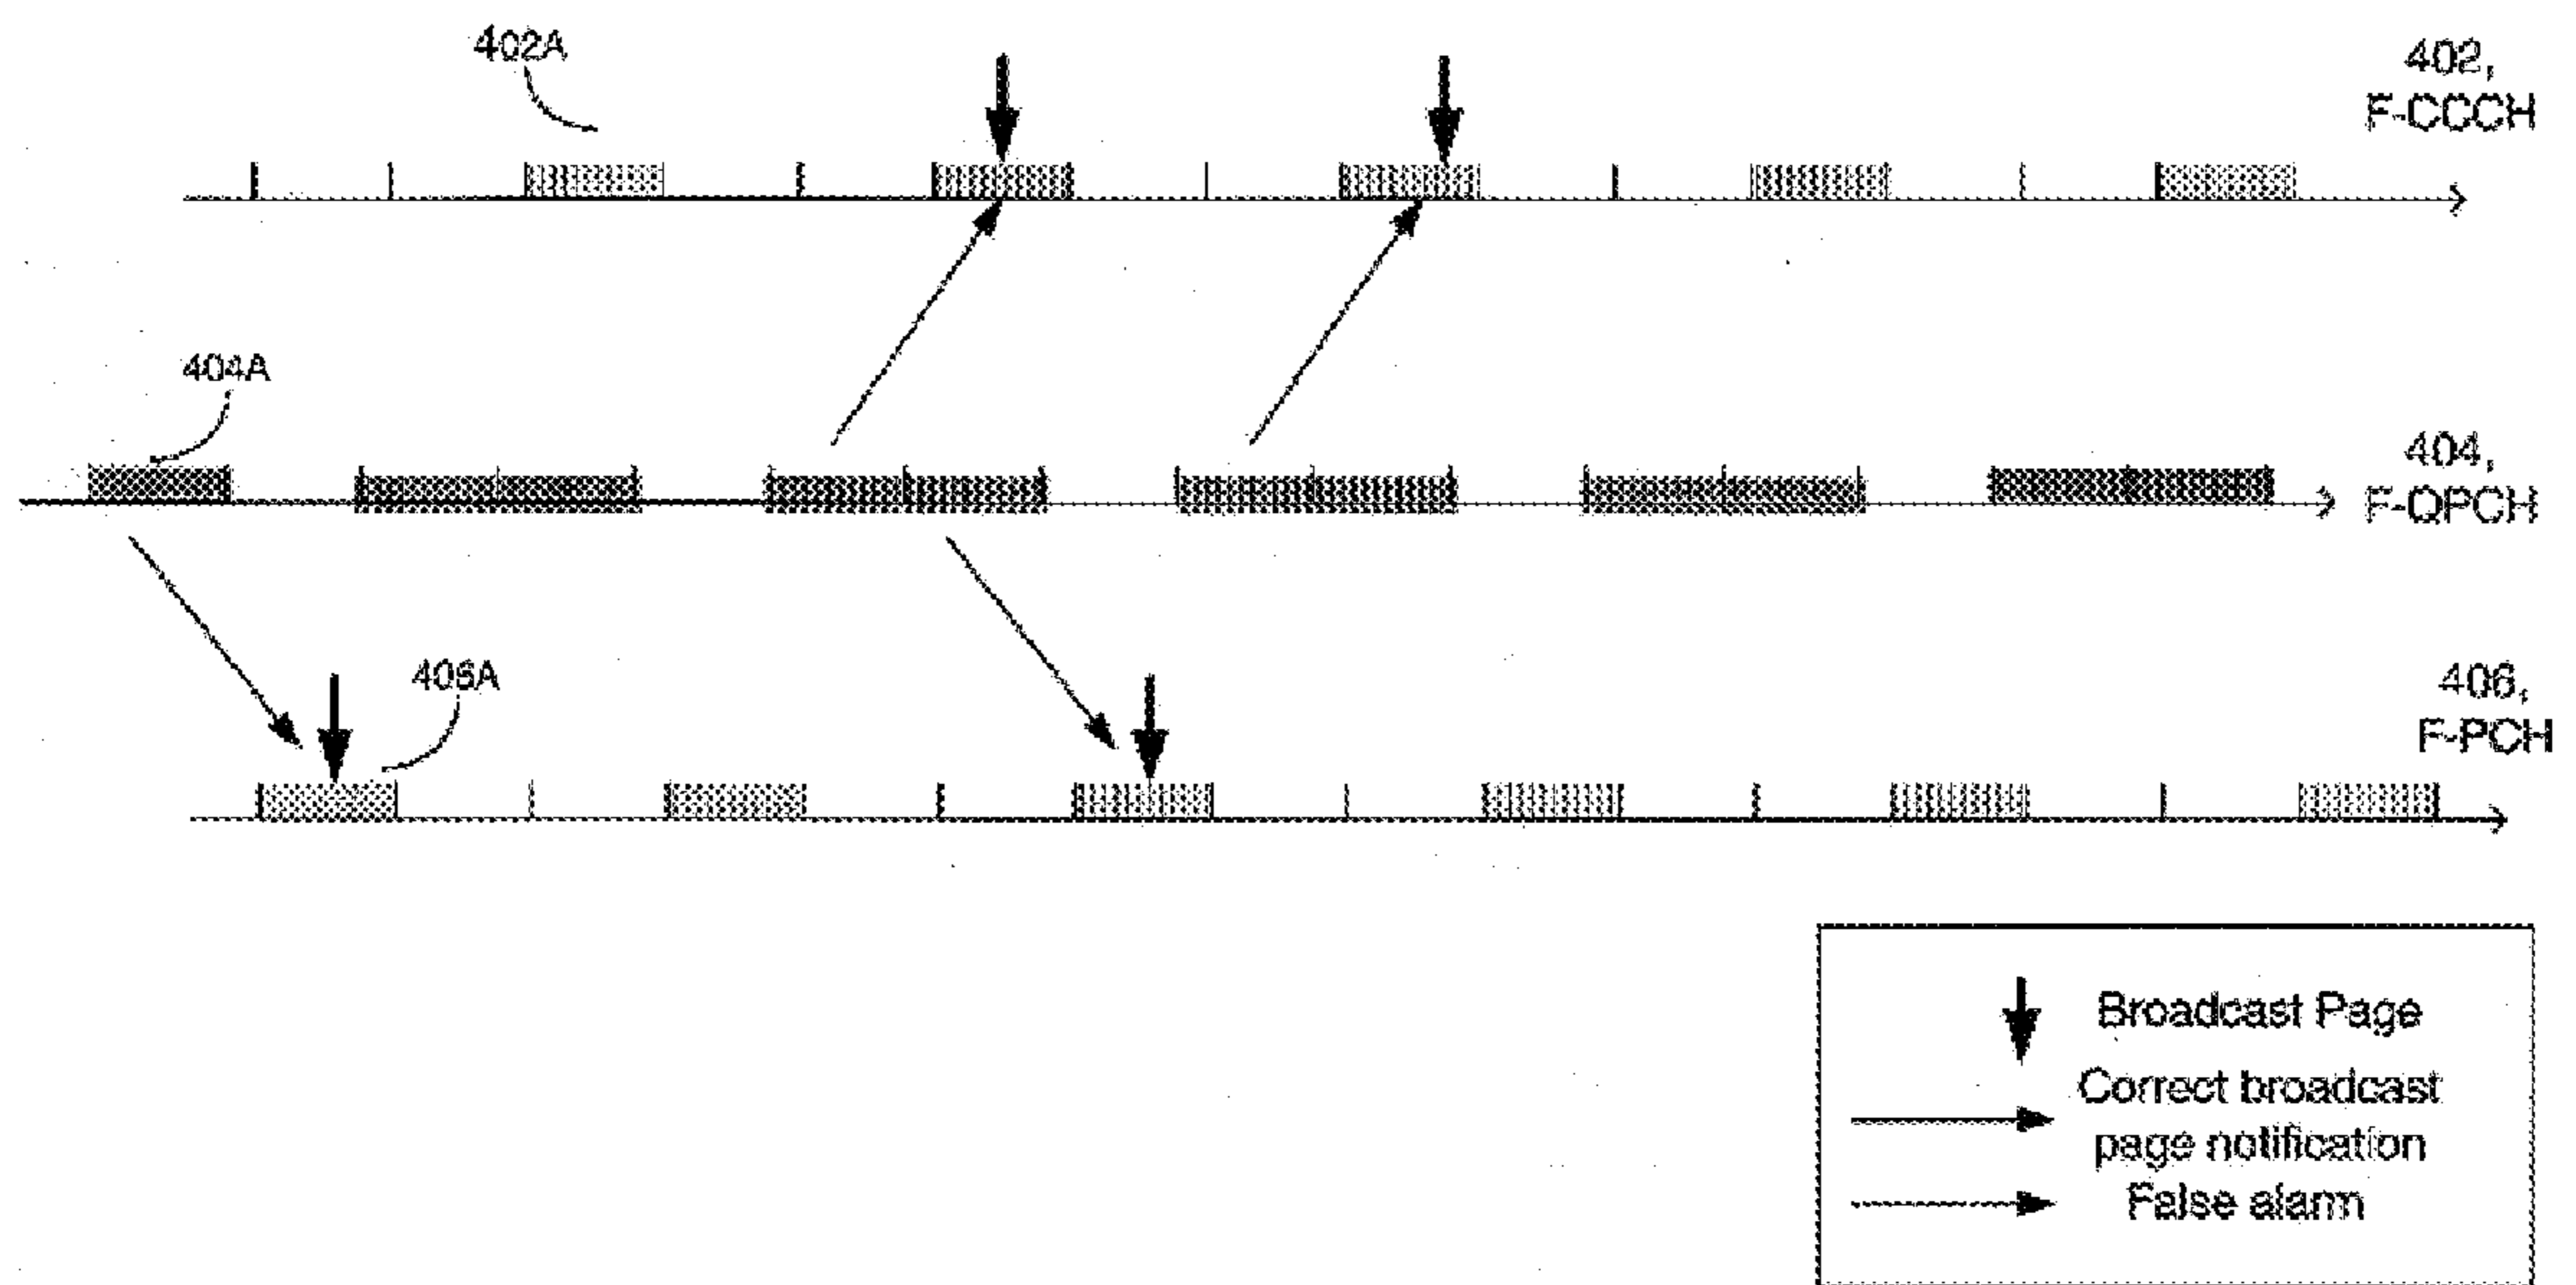 402A
402,
F-CCCH
404A
404,
F-QPCH
406A
406,
F-PCH
Broadcast Page
Correct broadcast
page notification
False alarm